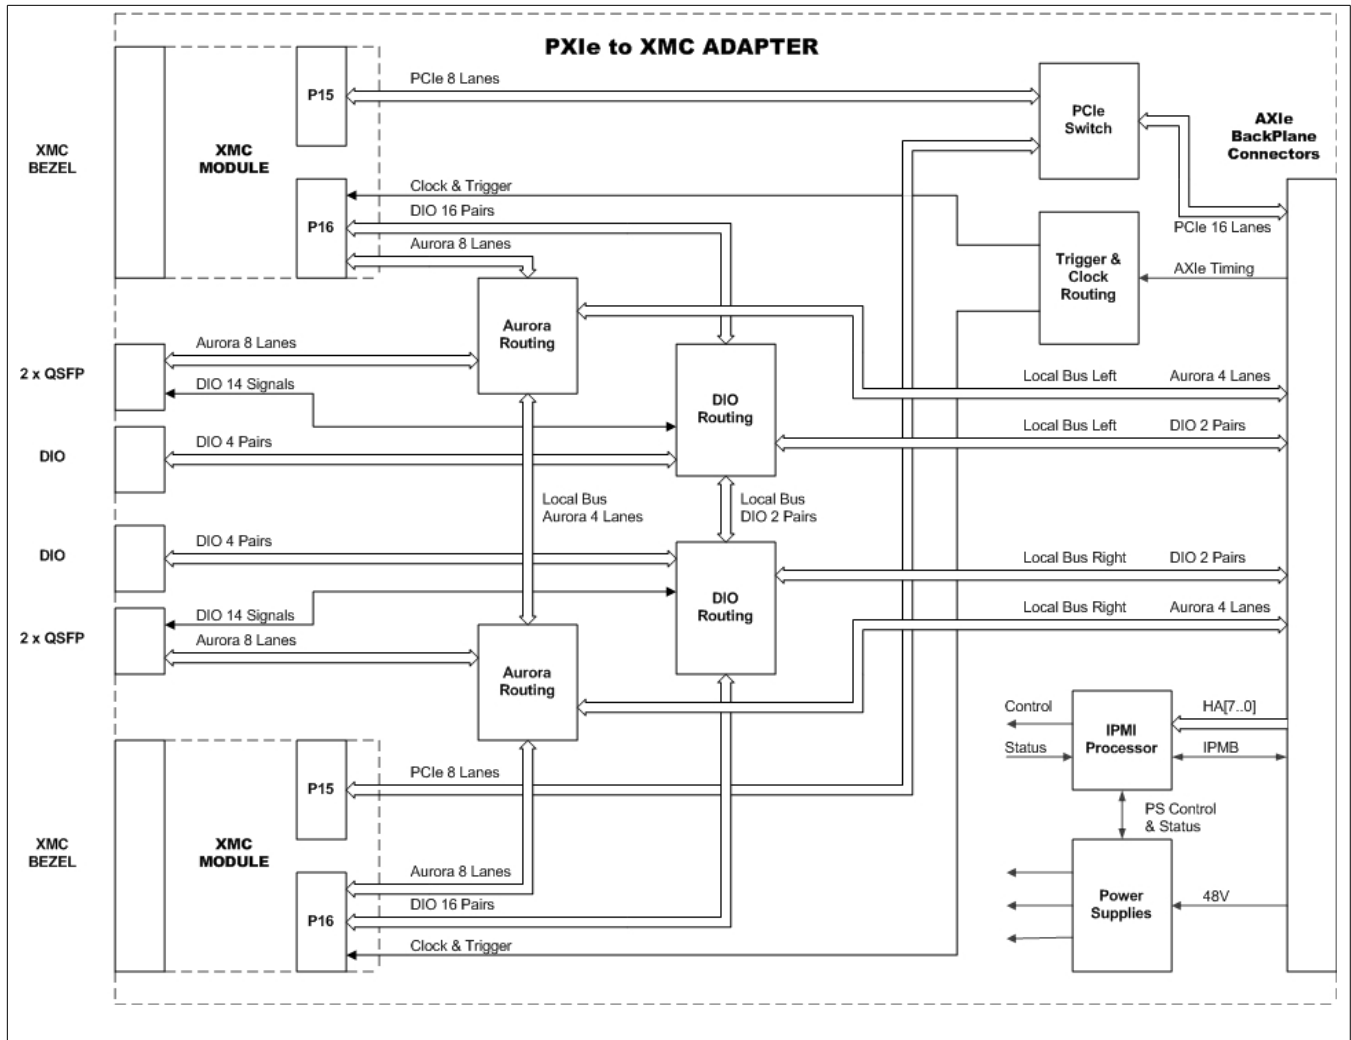 PXIe to XMC ADAPTER
P15
PCIe 8 Lanes
PCIe
Switch
AXIe
BackPlane
Connectors
XMC
BEZEL
XMC
MODULE
Clock & Trigger
DIO 16 Pairs
P16
Aurora 8 Lanes
PCIe 16 Lanes
Trigger &
Clock
Routing
AXIe Timing
Aurora
Routing
Aurora 8 Lanes
2 x QSFP
DIO 14 Signals
DIO
Routing
Local Bus Left
Aurora 4 Lanes
Local Bus Left
DIO 2 Pairs
DIO
DIO 4 Pairs
Local Bus
Aurora 4 Lanes
Local Bus
DIO 2 Pairs
DIO
DIO 4 Pairs
Local Bus Right
DIO 2 Pairs
DIO
Routing
DIO 14 Signals
Local Bus Right
Aurora 4 Lanes
2 x QSFP
Aurora 8 Lanes
Aurora
Routing
Control
Status
IPMI
Processor
HA[7..0]
IPMB
P15
PCIe 8 Lanes
PS Control
& Status
XMC
BEZEL
XMC
MODULE
Aurora 8 Lanes
DIO 16 Pairs
P16
Clock & Trigger
Power
Supplies
48V